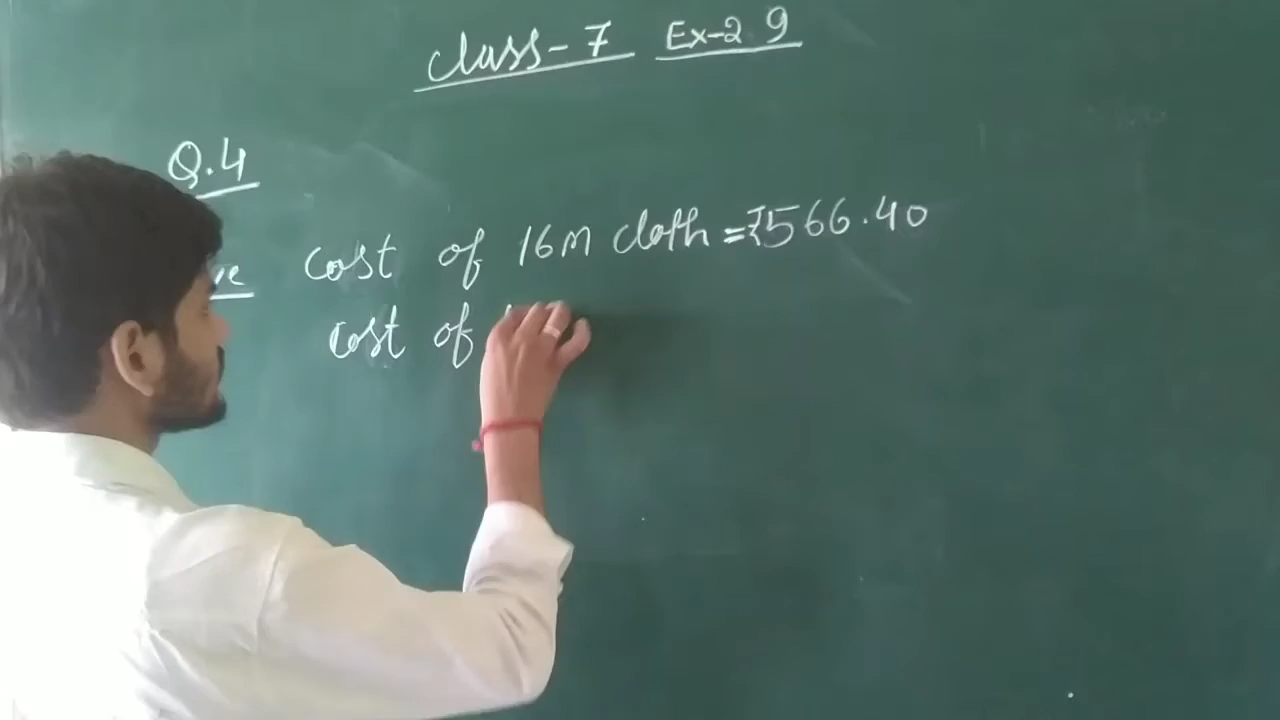 Class-7 Ex-2 9
Q.4
Cost of 16m cloth = ₹566.40
Cost of